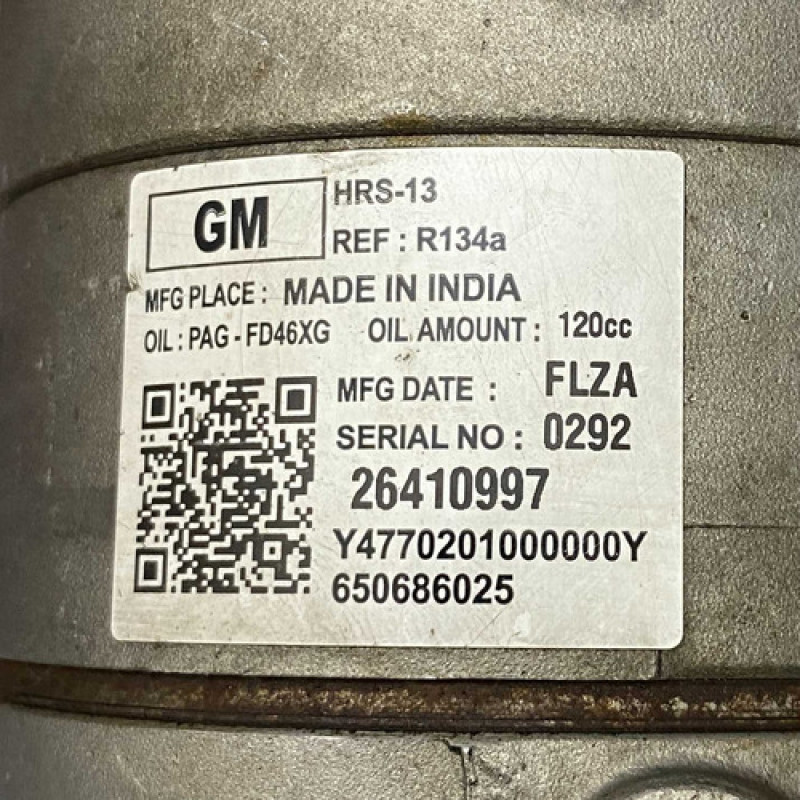 GM
HRS-13
REF : R134a
MFG PLACE : MADE IN INDIA
OIL : PAG - FD46XG OIL AMOUNT : 120cc
MFG DATE : FLZA
SERIAL NO : 0292
26410997
Y4770201000000Y
650686025